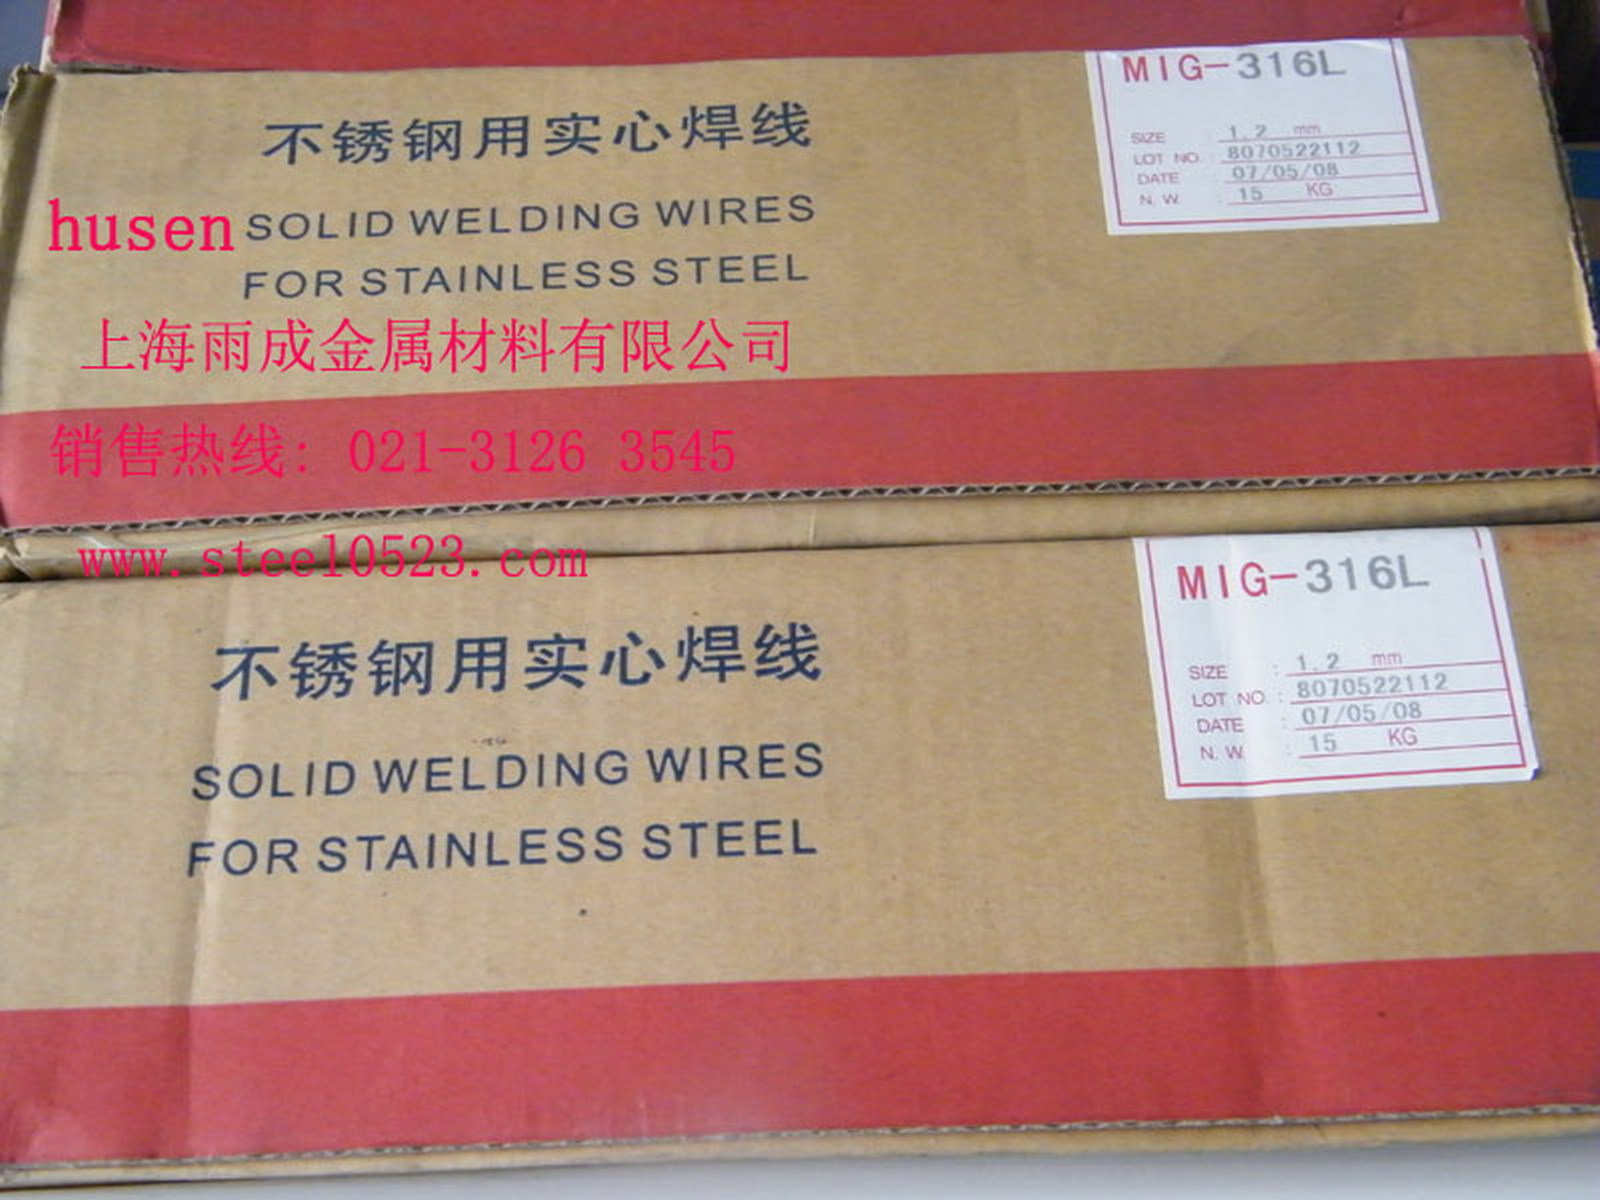 MIG-316L
不锈钢用实心焊线
SIZE : 1.2 mm
LOT NO. : 8070522112
DATE : 07/05/08
N.W. : 15 KG
husen
SOLID WELDING WIRES
FOR STAINLESS STEEL
上海雨成金属材料有限公司
销售热线: 021-3126 3545
www.steel0523.com
MIG-316L
不锈钢用实心焊线
SIZE : 1.2 mm
LOT NO. : 8070522112
DATE : 07/05/08
N.W. : 15 KG
SOLID WELDING WIRES
FOR STAINLESS STEEL